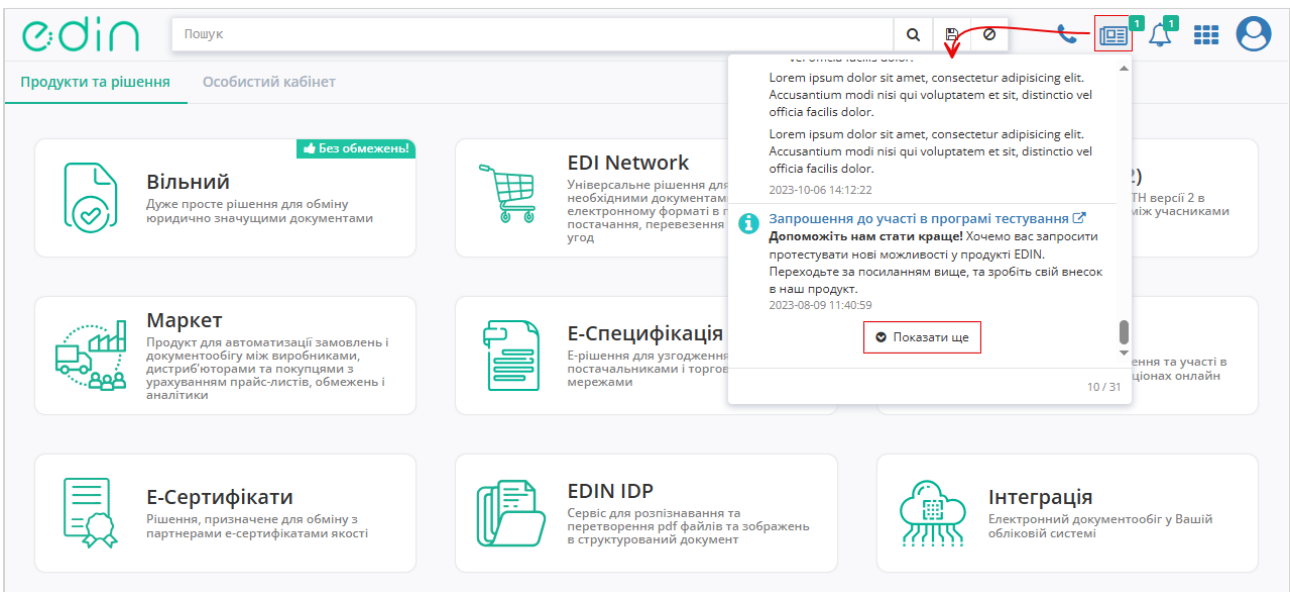 edin
Пошук
1
1
Продукти та рішення
Особистий кабінет
Lorem ipsum dolor sit amet, consectetur adipisicing elit.
Accusantium modi nisi qui voluptatem et sit, distinctio vel
officia facilis dolor.
Lorem ipsum dolor sit amet, consectetur adipisicing elit.
Accusantium modi nisi qui voluptatem et sit, distinctio vel
officia facilis dolor.
2023-10-06 14:12:22
Запрошення до участі в програмі тестування
Допоможіть нам стати краще! Хочемо вас запросити
протестувати нові можливості у продукті EDIN.
Переходьте за посиланням вище, та зробіть свій внесок
в наш продукт.
2023-08-09 11:40:59
Показати ще
10 / 31
Без обмежень!
Вільний
Дуже просте рішення для обміну
юридично значущими документами
EDI Network
Універсальне рішення для
необхідними документам
електронному форматі в п
постачання, перевезення
угод
2)
ТН версії 2 в
між учасниками
Маркет
Продукт для автоматизації замовлень і
документообігу між виробниками,
дистриб'юторами та покупцями з
урахуванням прайс-листів, обмежень і
аналітики
Е-Специфікація
Е-рішення для узгодження
постачальниками і торгов
мережами
ення та участі в
ціонах онлайн
Е-Сертифікати
Рішення, призначене для обміну з
партнерами е-сертифікатами якості
EDIN IDP
Сервіс для розпізнавання та
перетворення pdf файлів та зображень
в структурований документ
Інтеграція
Електронний документообіг у Вашій
обліковій системі